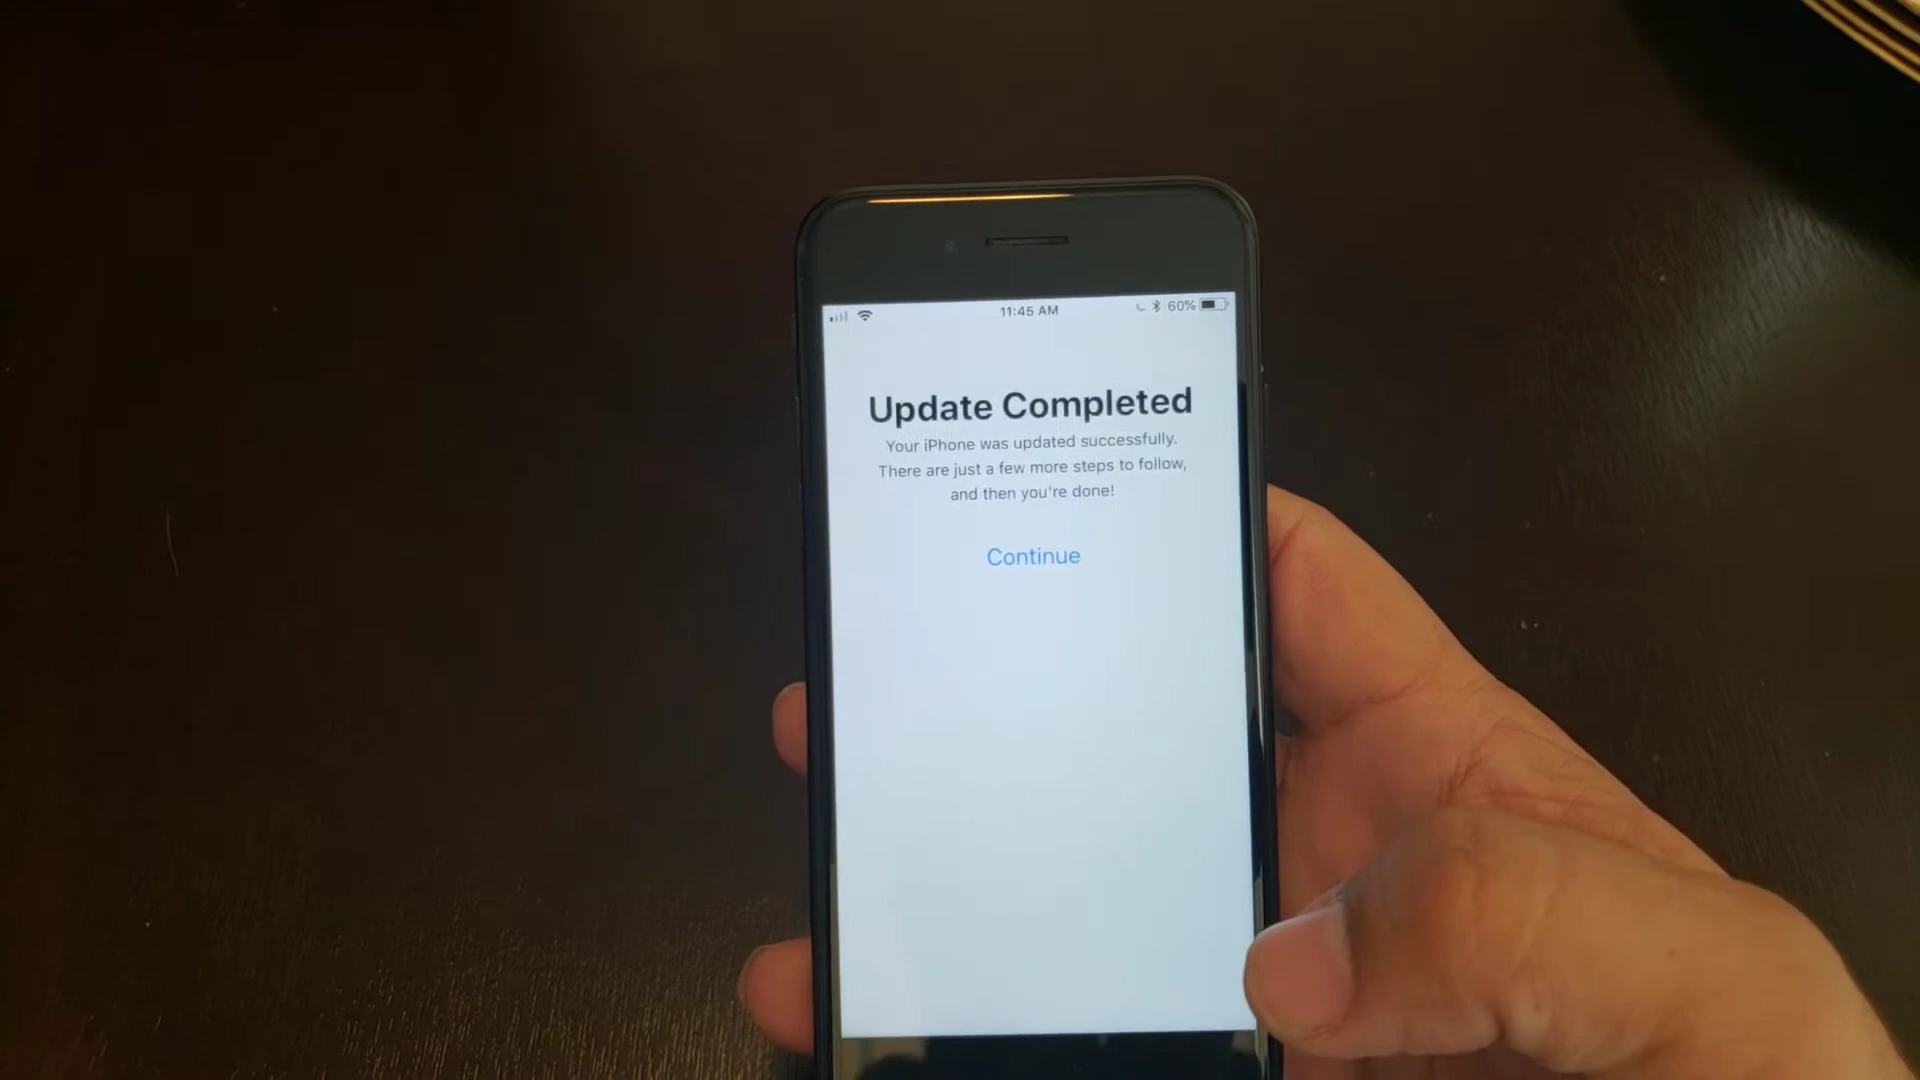 11:45 AM
60%
Update Completed
Your iPhone was updated successfully.
There are just a few more steps to follow,
and then you're done!
Continue